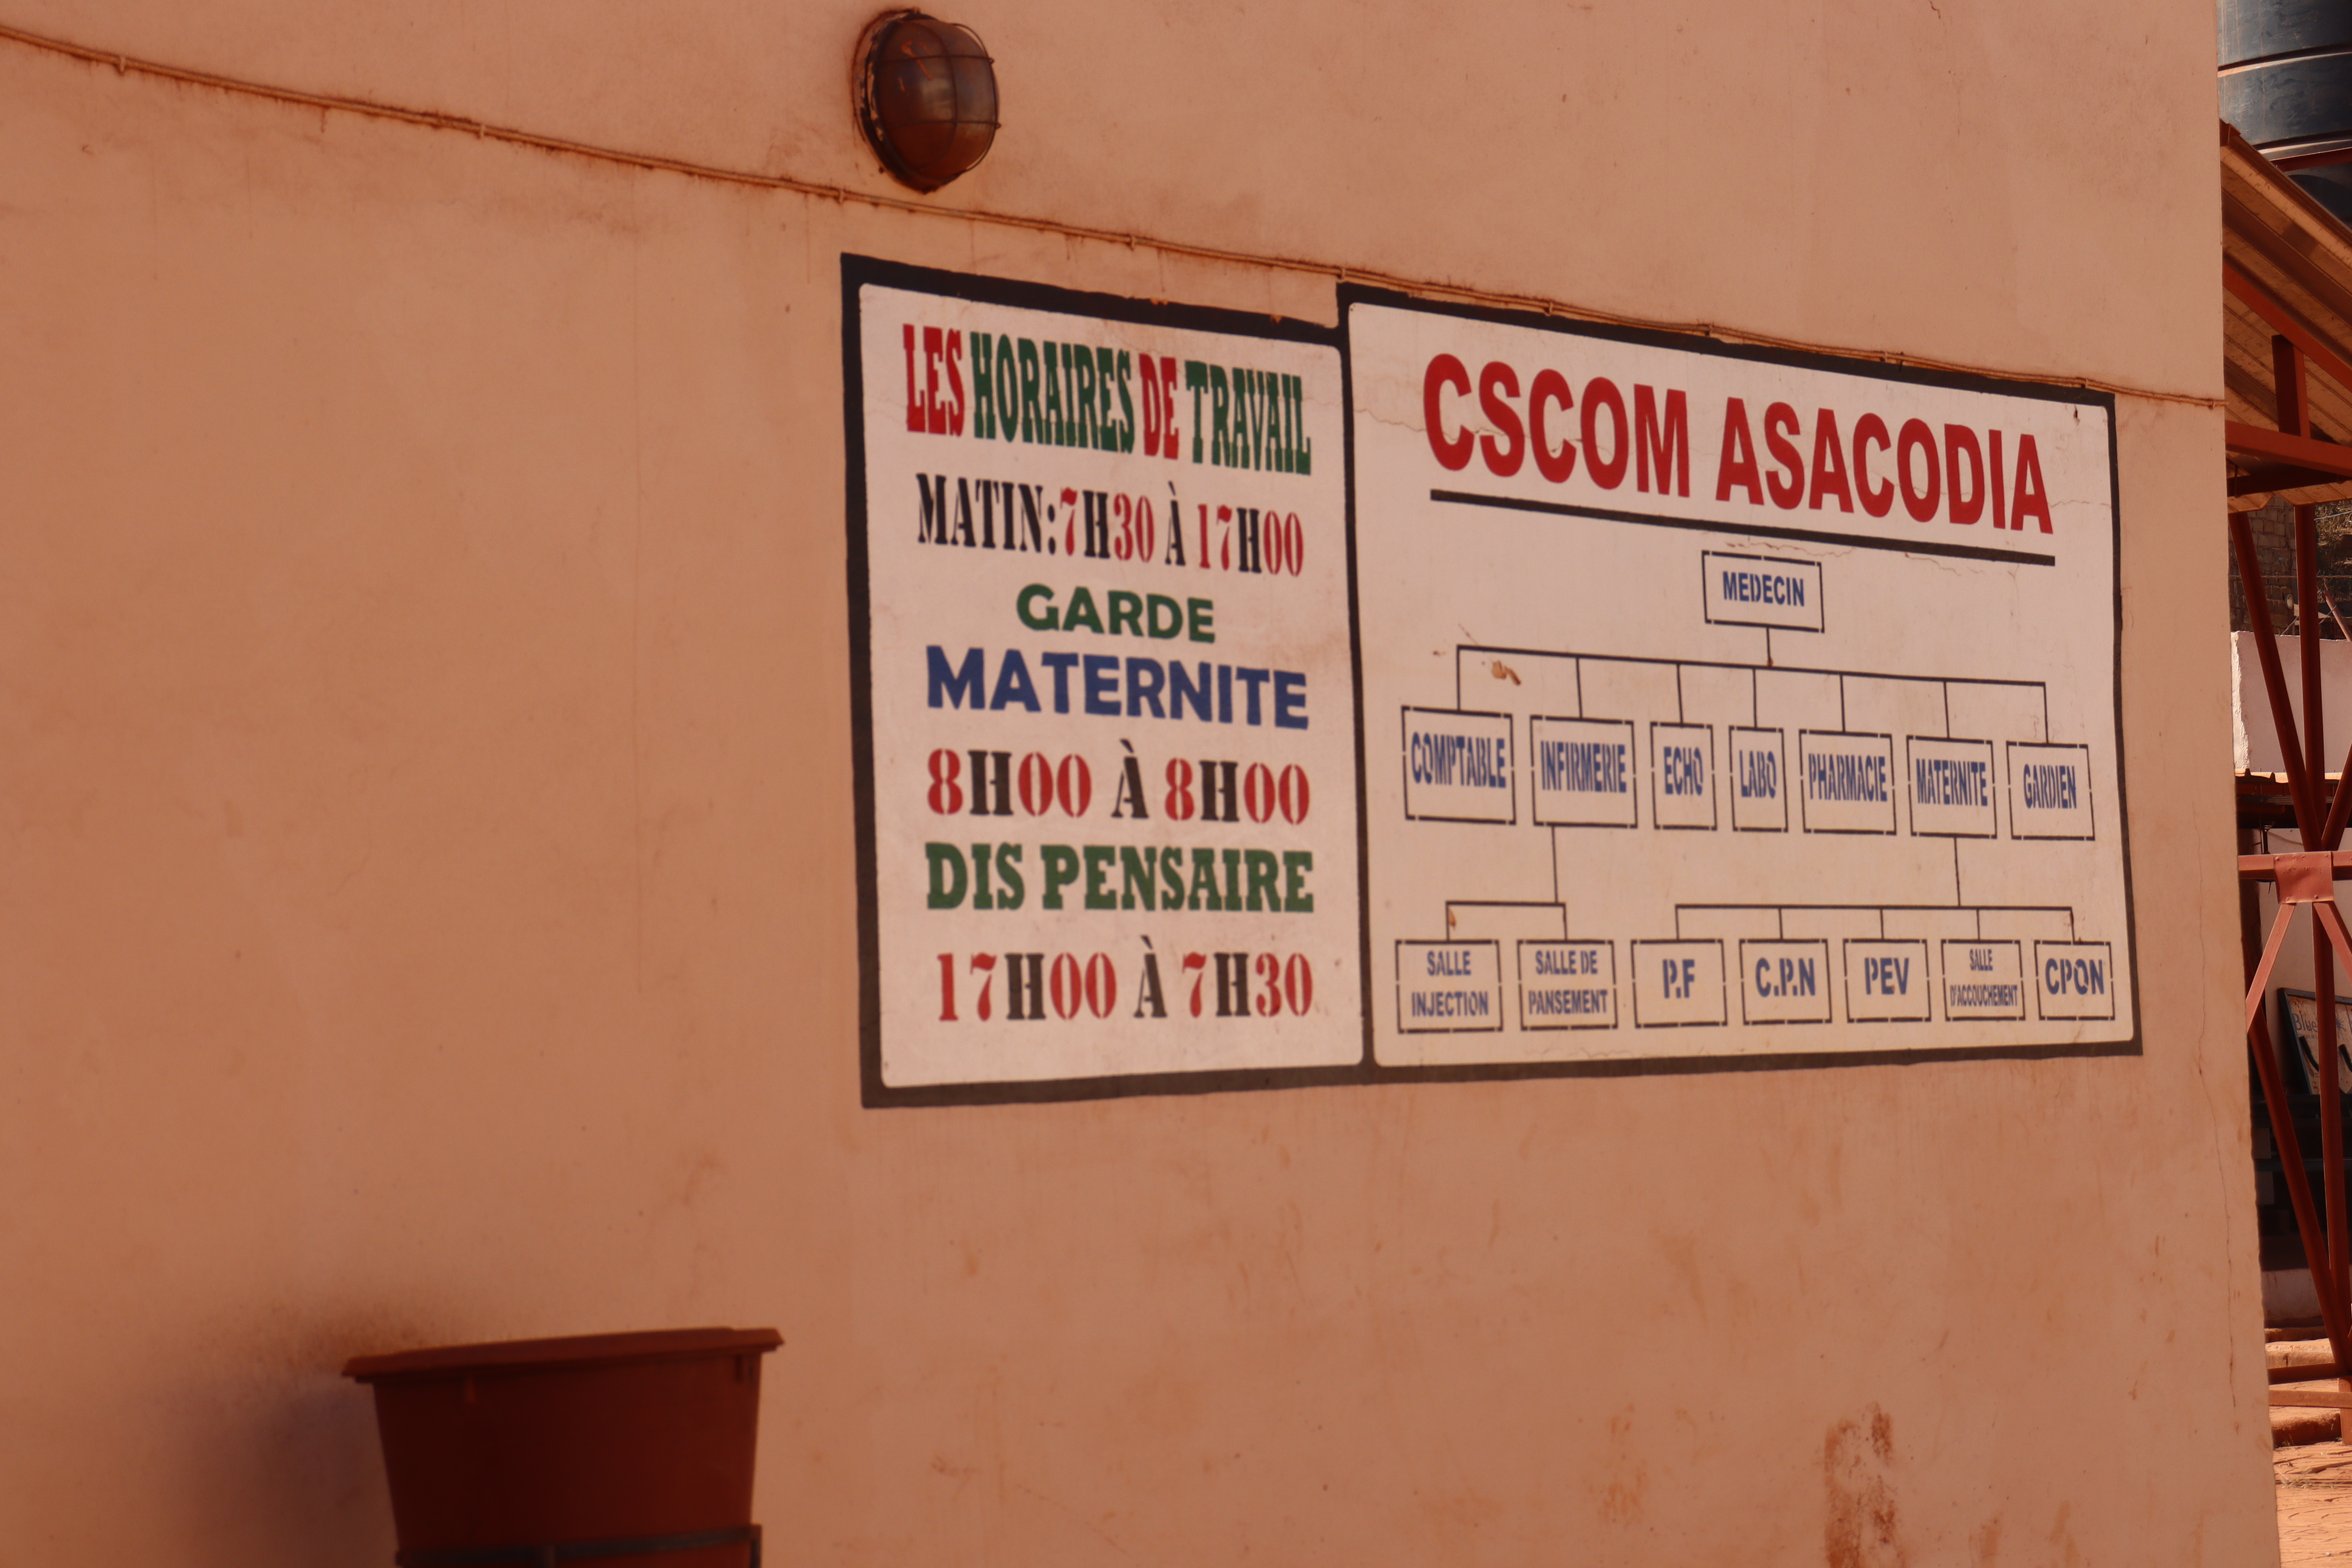 LES HORAIRES DE TRAVAIL
MATIN: 7H30 À 17H00
GARDE
MATERNITE
8H00 À 8H00
DIS PENSAIRE
17H00 À 7H30
CSCOM ASACODIA
MEDECIN
COMPTABLE
INFIRMERIE
ECHO
LABO
PHARMACIE
MATERNITE
GARDIEN
SALLE
INJECTION
SALLE DE
PANSEMENT
P.F
C.P.N
PEV
SALLE
D'ACCOUCHEMENT
CPON